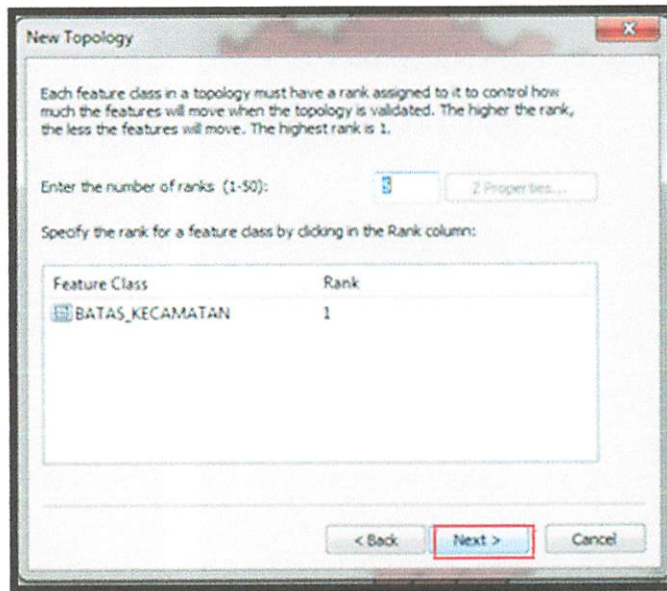 New Topology
Each feature class in a topology must have a rank assigned to it to control how
much the features will move when the topology is validated. The higher the rank,
the less the features will move. The highest rank is 1.
Enter the number of ranks (1-50):
5
Z Properties...
Specify the rank for a feature class by clicking in the Rank column:
Feature Class Rank
BATAS_KECAMATAN 1
< Back Next > Cancel